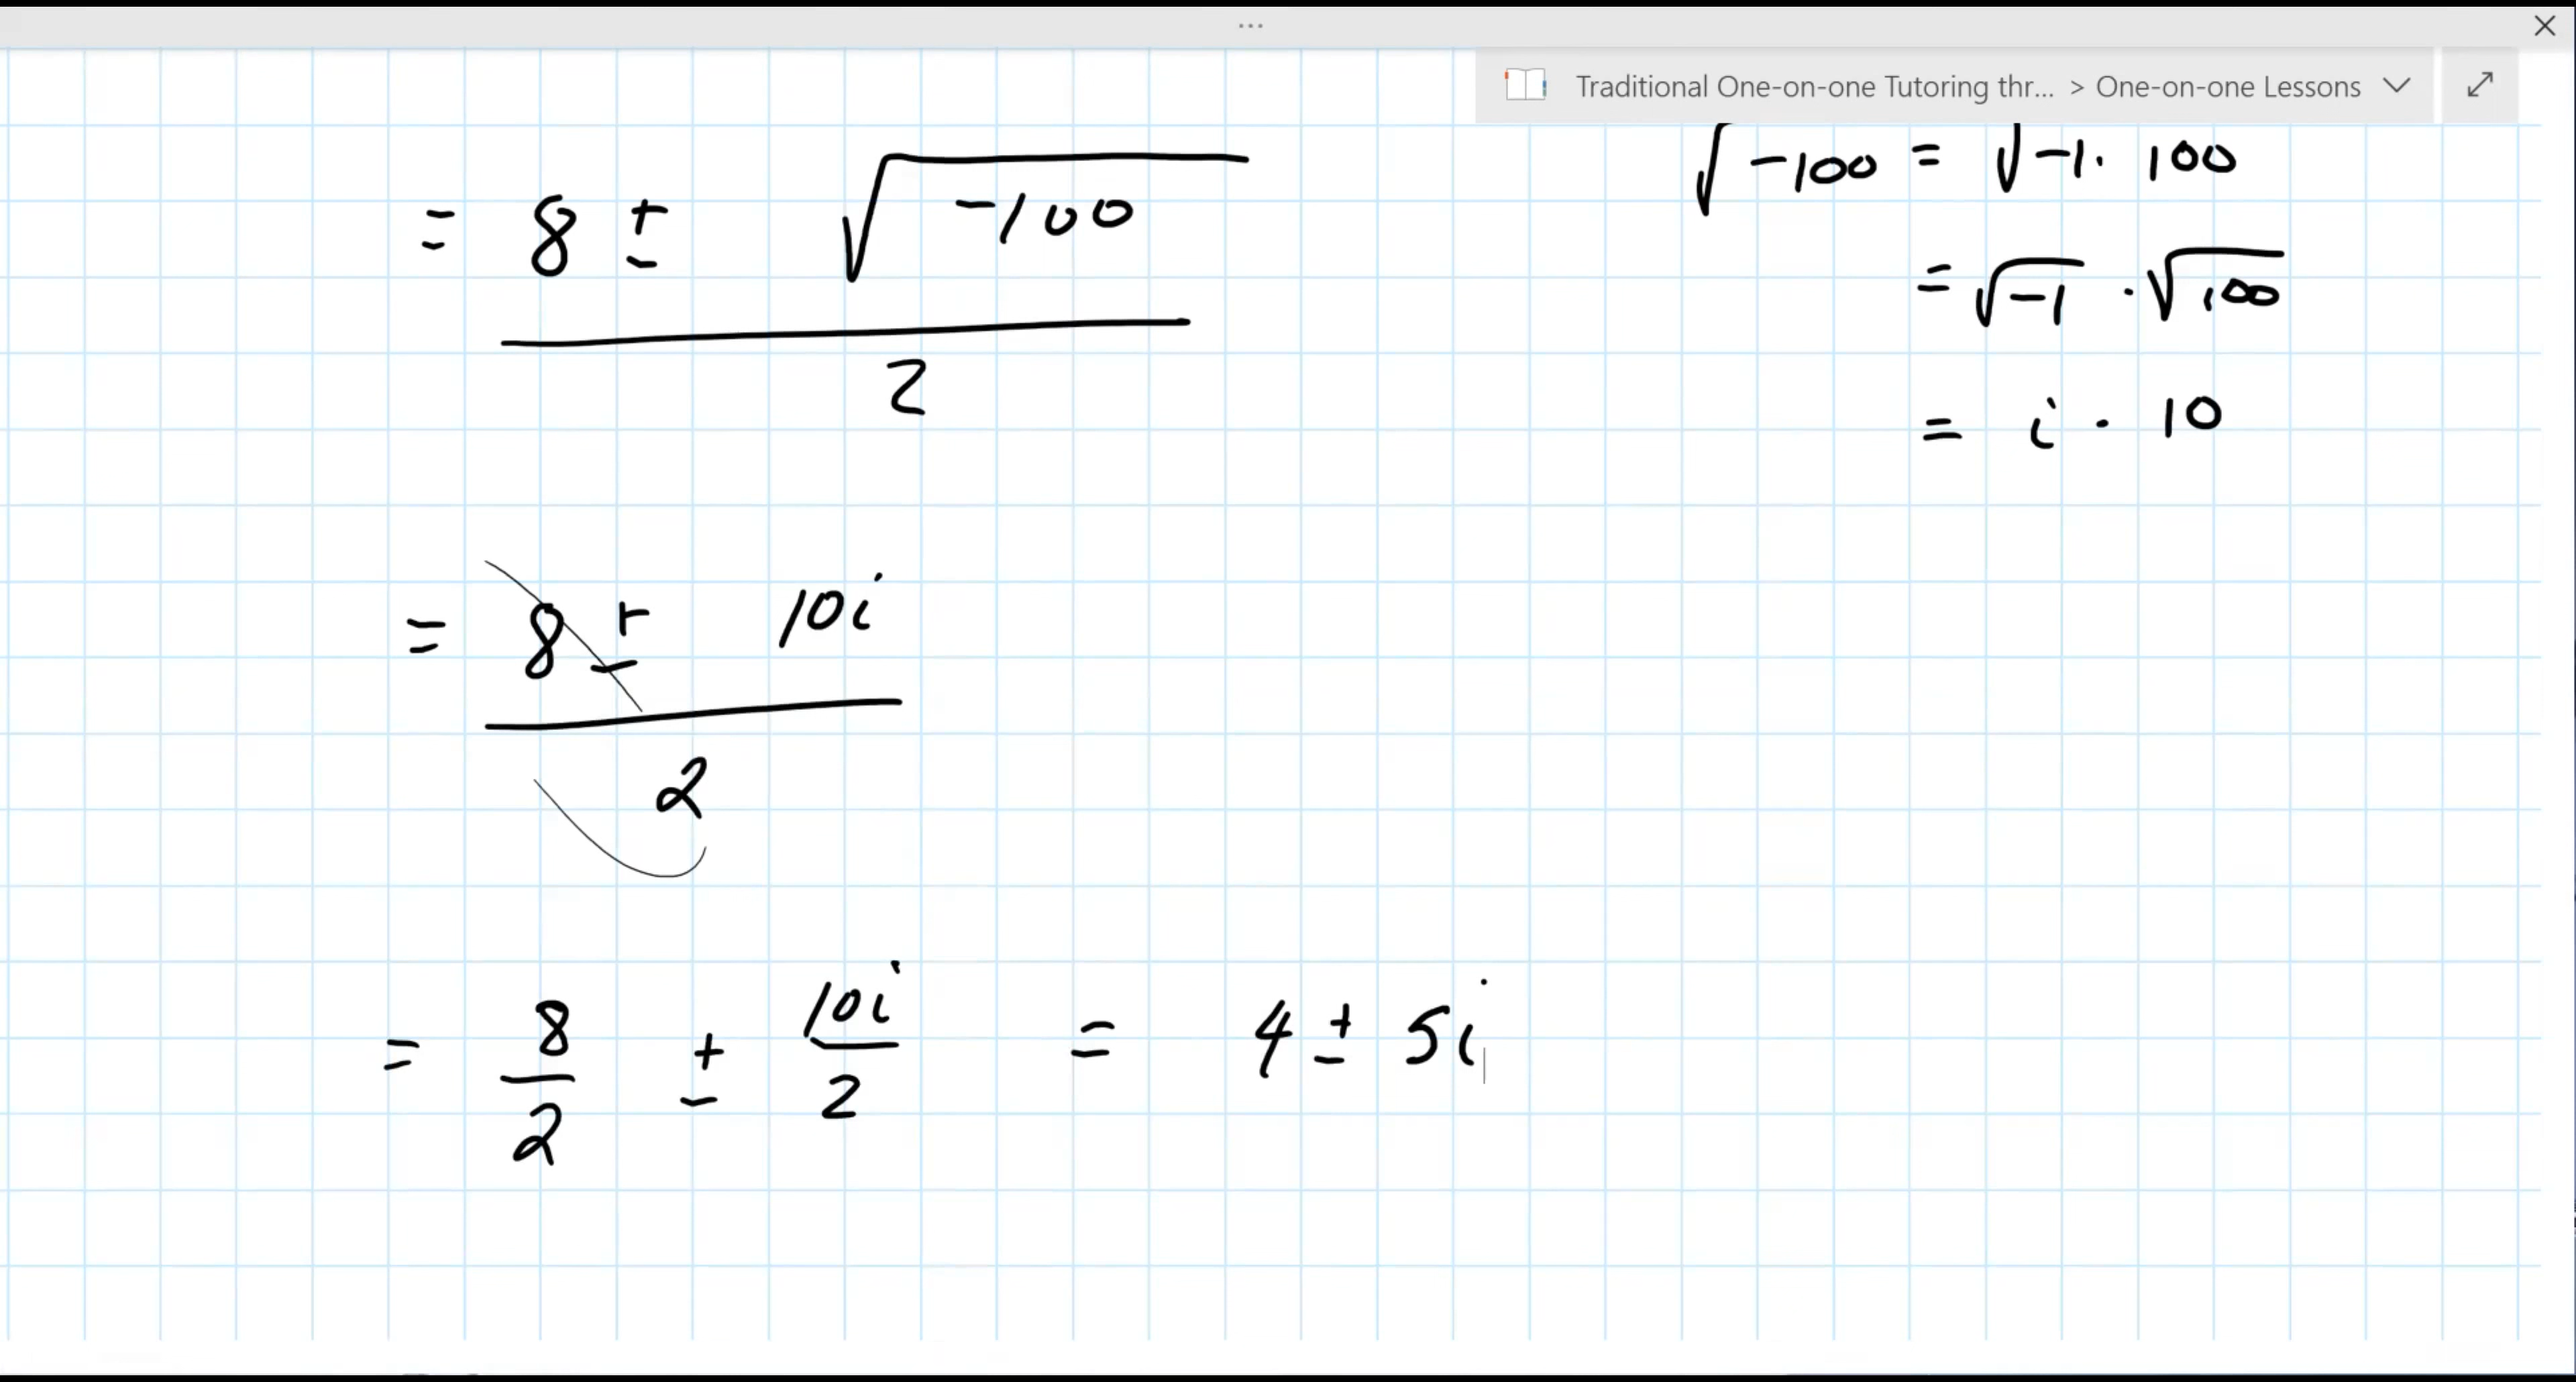 ...
Traditional One-on-one Tutoring thr... > One-on-one Lessons
= 8 ± √-100
2
√-100 = √-1 · 100
= √-1 · √100
= i · 10
= 8 ± 10i
2
= 8/2 ± 10i/2 = 4 ± 5i